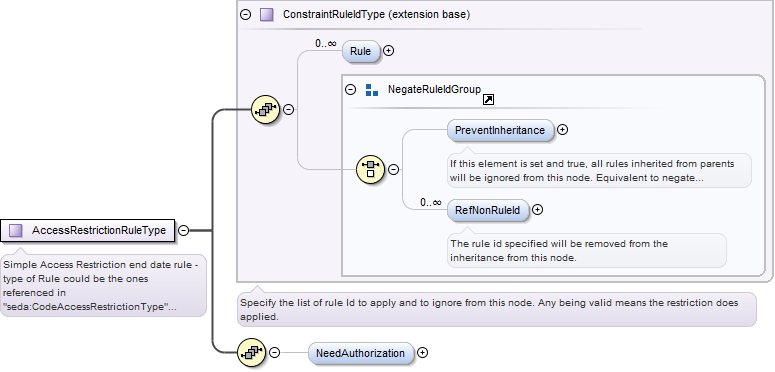 ConstraintRuleIdType (extension base)
0..∞
Rule
NegateRuleIdGroup
PreventInheritance
If this element is set and true, all rules inherited from parents
will be ignored from this node. Equivalent to negate...
0..∞
RefNonRuleId
The rule id specified will be removed from the
inheritance from this node.
AccessRestrictionRuleType
Simple Access Restriction end date rule -
type of Rule could be the ones
referenced in
"seda:CodeAccessRestrictionType"...
Specify the list of rule Id to apply and to ignore from this node. Any being valid means the restriction does
applied.
NeedAuthorization